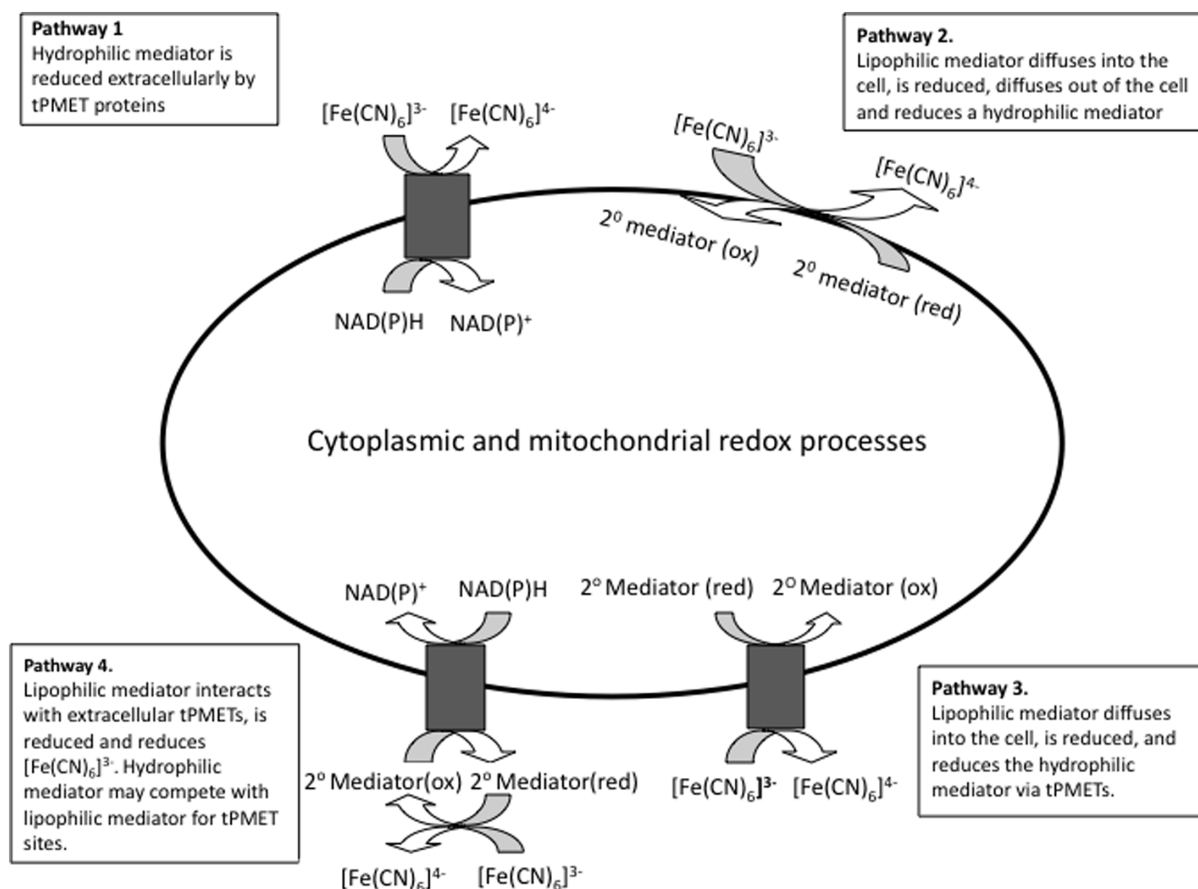 Pathway 1
Hydrophilic mediator is
reduced extracellularly by
tPMET proteins
Pathway 2.
Lipophilic mediator diffuses into the
cell, is reduced, diffuses out of the cell
and reduces a hydrophilic mediator
[Fe(CN)₆]³⁻ [Fe(CN)₆]⁴⁻
[Fe(CN)₆]³⁻
[Fe(CN)₆]⁴⁻
2⁰ mediator (ox)
2⁰ mediator (red)
NAD(P)H NAD(P)⁺
Cytoplasmic and mitochondrial redox processes
NAD(P)⁺ NAD(P)H
2⁰ Mediator (red) 2⁰ Mediator (ox)
Pathway 4.
Lipophilic mediator interacts
with extracellular tPMETs, is
reduced and reduces
[Fe(CN)₆]³⁻. Hydrophilic
mediator may compete with
lipophilic mediator for tPMET
sites.
2⁰ Mediator(ox) 2⁰ Mediator(red)
[Fe(CN)₆]⁴⁻ [Fe(CN)₆]³⁻
[Fe(CN)₆]³⁻ [Fe(CN)₆]⁴⁻
Pathway 3.
Lipophilic mediator diffuses
into the cell, is reduced, and
reduces the hydrophilic
mediator via tPMETs.